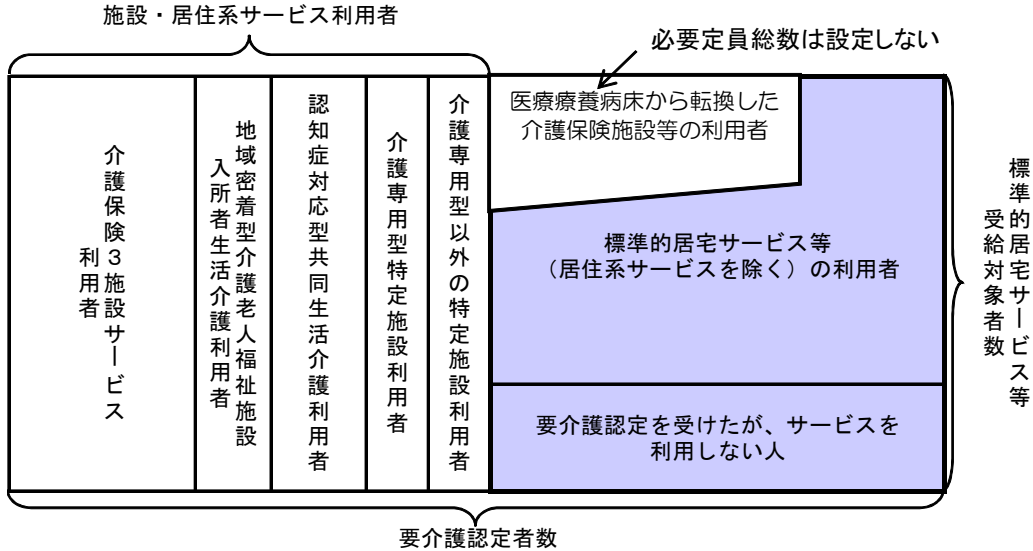 施設・居住系サービス利用者
必要定員総数は設定しない
介護保険3施設サービス
利用者
地域密着型介護老人福祉施設
入所者生活介護利用者
認知症対応型共同生活介護利用者
介護専用型特定施設利用者
介護専用型以外の特定施設利用者
医療療養病床から転換した
介護保険施設等の利用者
標準的居宅サービス等
（居住系サービスを除く）の利用者
要介護認定を受けたが、サービスを
利用しない人
標準的居宅サービス等
受給対象者数
要介護認定者数